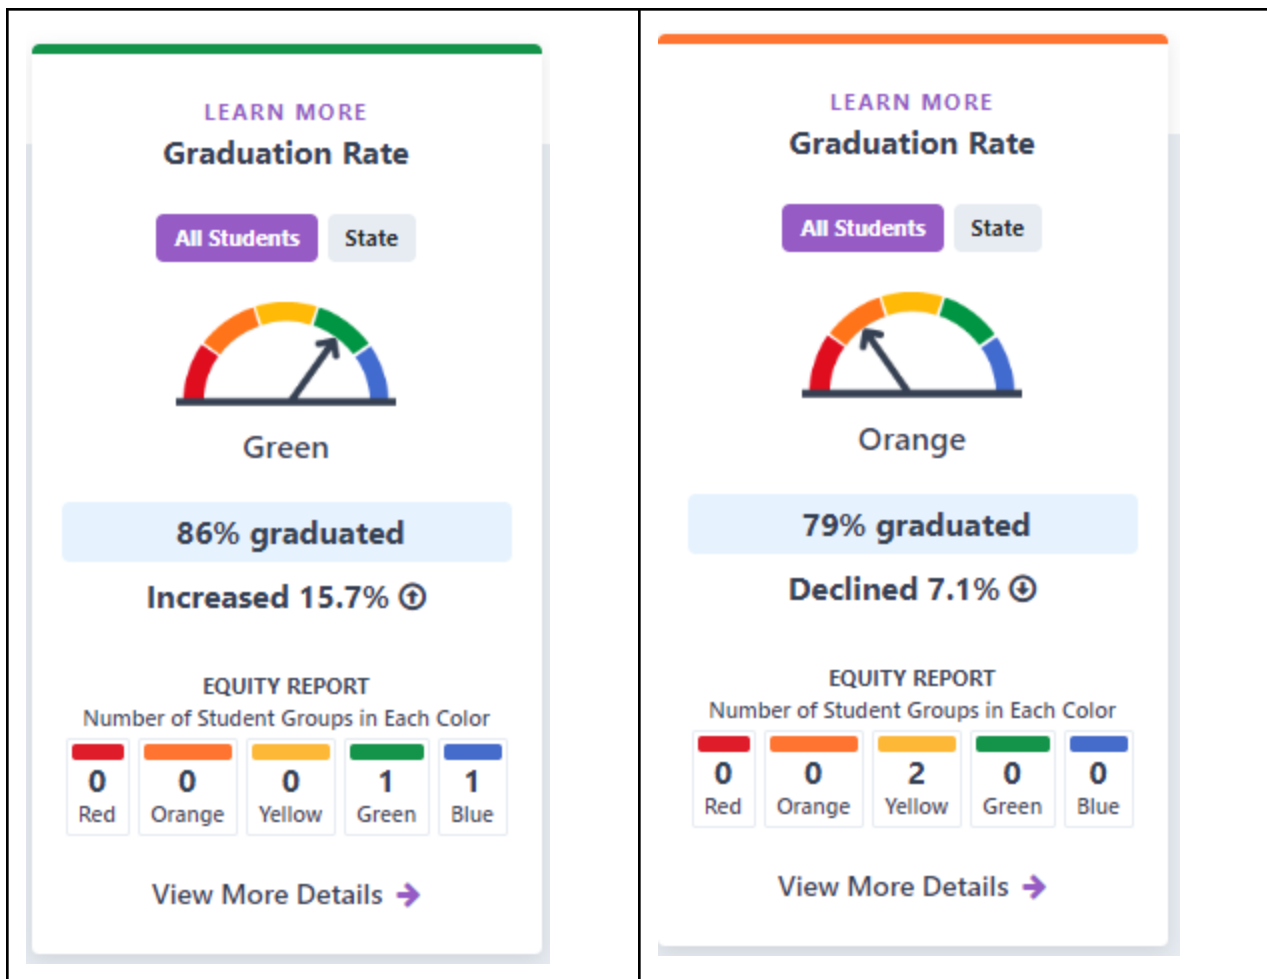 LEARN MORE
Graduation Rate
All Students State
Green
86% graduated
Increased 15.7%
EQUITY REPORT
Number of Student Groups in Each Color
0 0 0 1 1
Red Orange Yellow Green Blue
View More Details
LEARN MORE
Graduation Rate
All Students State
Orange
79% graduated
Declined 7.1%
EQUITY REPORT
Number of Student Groups in Each Color
0 0 2 0 0
Red Orange Yellow Green Blue
View More Details